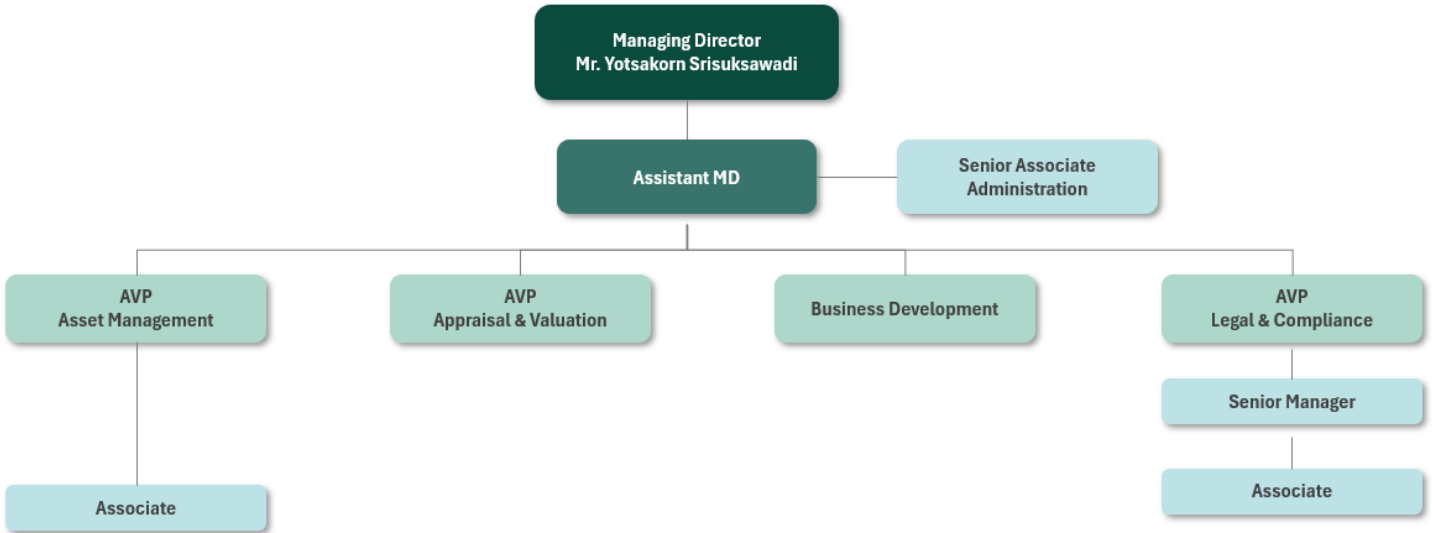 Managing Director
Mr. Yotsakorn Srisuksawadi
Assistant MD
Senior Associate
Administration
AVP
Asset Management
AVP
Appraisal & Valuation
Business Development
AVP
Legal & Compliance
Senior Manager
Associate
Associate